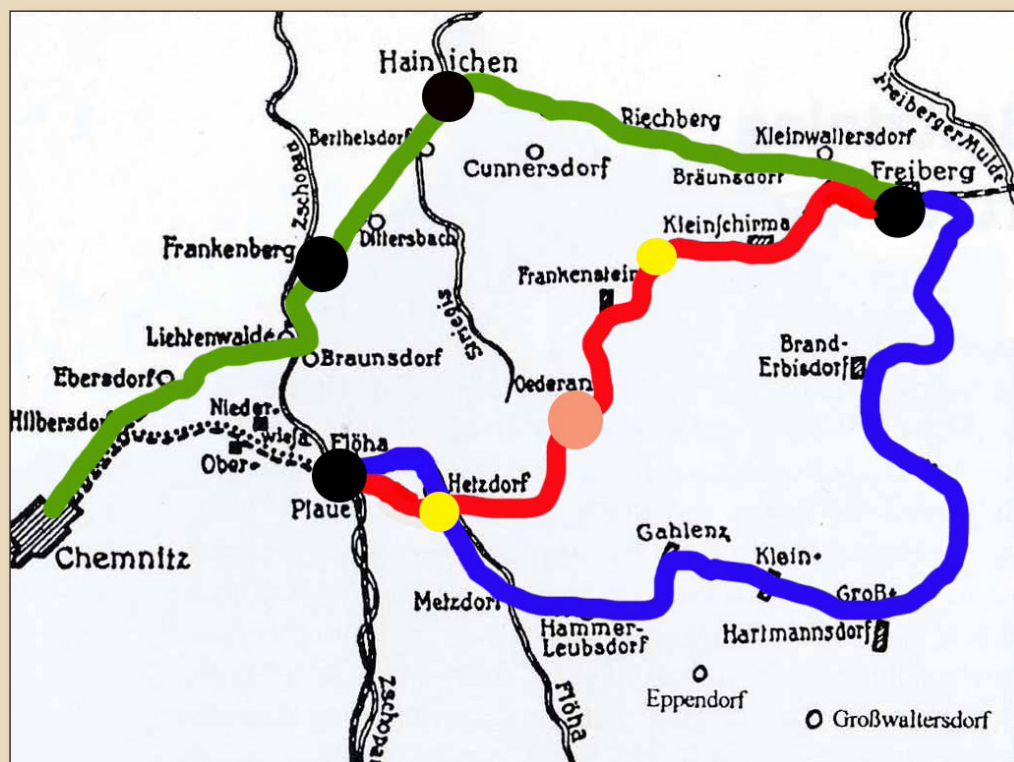 Hainichen
Freiberger Mulde
Riechberg
Kleinwaltersdorf
Berthelsdorf
Zschopau
Cunnersdorf
Bräunsdorf
Freiberg
Kleinschirma
Dittersbach
Frankenberg
Frankenstein
Striegis
Lichtenwalde
Braunsdorf
Brand-
Erbisdorf
Ebersdorf
Oederan
Hilbersdorf
Nieder-
wiesa
Ober-
Flöha
Hetzdorf
Plaue
Gahlenz
Klein-
Chemnitz
Metzdorf
Groß-
Hartmannsdorf
Hammer-
Leubsdorf
Zschopau
Flöha
Eppendorf
Großwaltersdorf